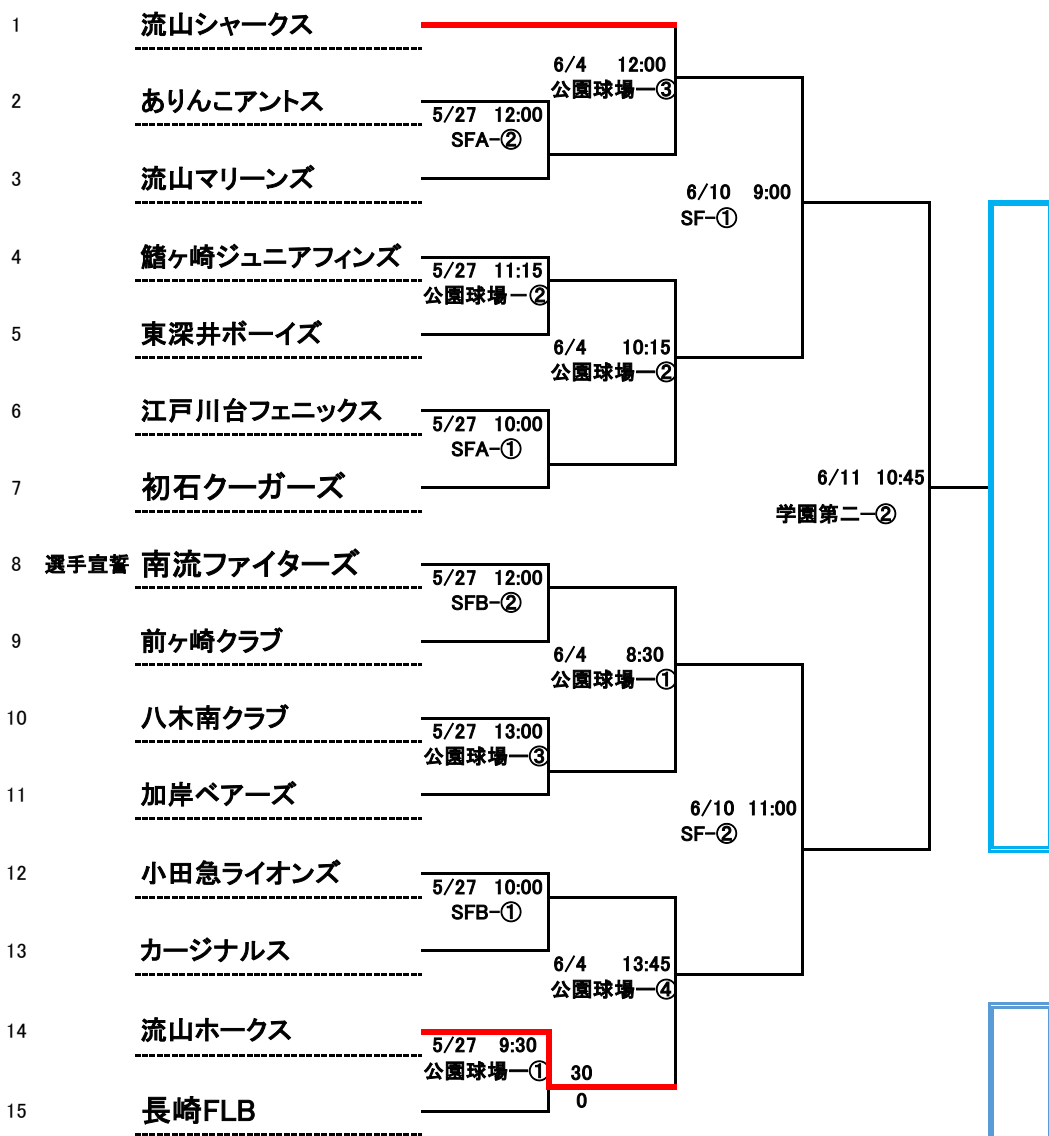 1 流山シャークス
6/4 12:00
公園球場ー③
2 ありんこアントス
5/27 12:00
SFA-②
3 流山マリーンズ
6/10 9:00
SF-①
4 鰭ヶ崎ジュニアフィンズ
5/27 11:15
公園球場ー②
5 東深井ボーイズ
6/4 10:15
公園球場ー②
6 江戸川台フェニックス
5/27 10:00
SFA-①
7 初石クーガーズ
6/11 10:45
学園第二ー②
8 選手宣誓 南流ファイターズ
5/27 12:00
SFB-②
9 前ヶ崎クラブ
6/4 8:30
公園球場ー①
10 八木南クラブ
5/27 13:00
公園球場ー③
11 加岸ベアーズ
6/10 11:00
SF-②
12 小田急ライオンズ
5/27 10:00
SFB-①
13 カージナルス
6/4 13:45
公園球場ー④
14 流山ホークス
5/27 9:30
公園球場ー①
30
0
15 長崎FLB